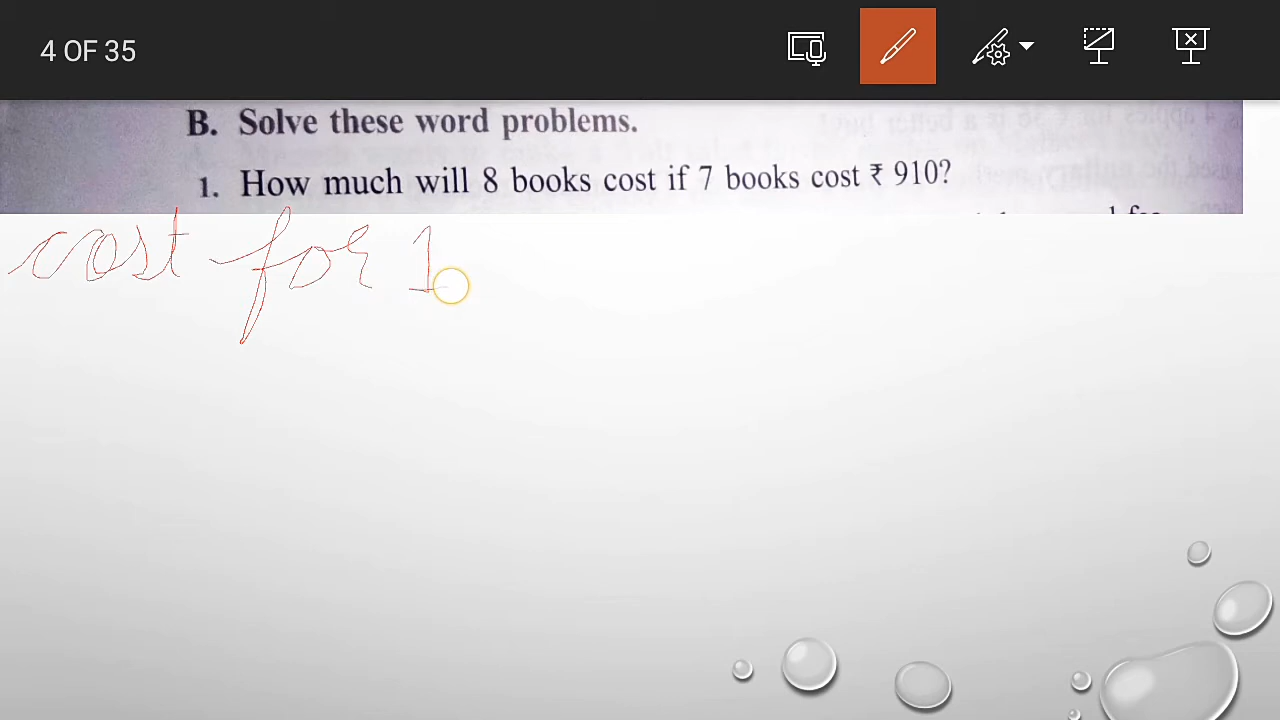 4 OF 35
B. Solve these word problems.
1. How much will 8 books cost if 7 books cost ₹ 910?
cost for 1